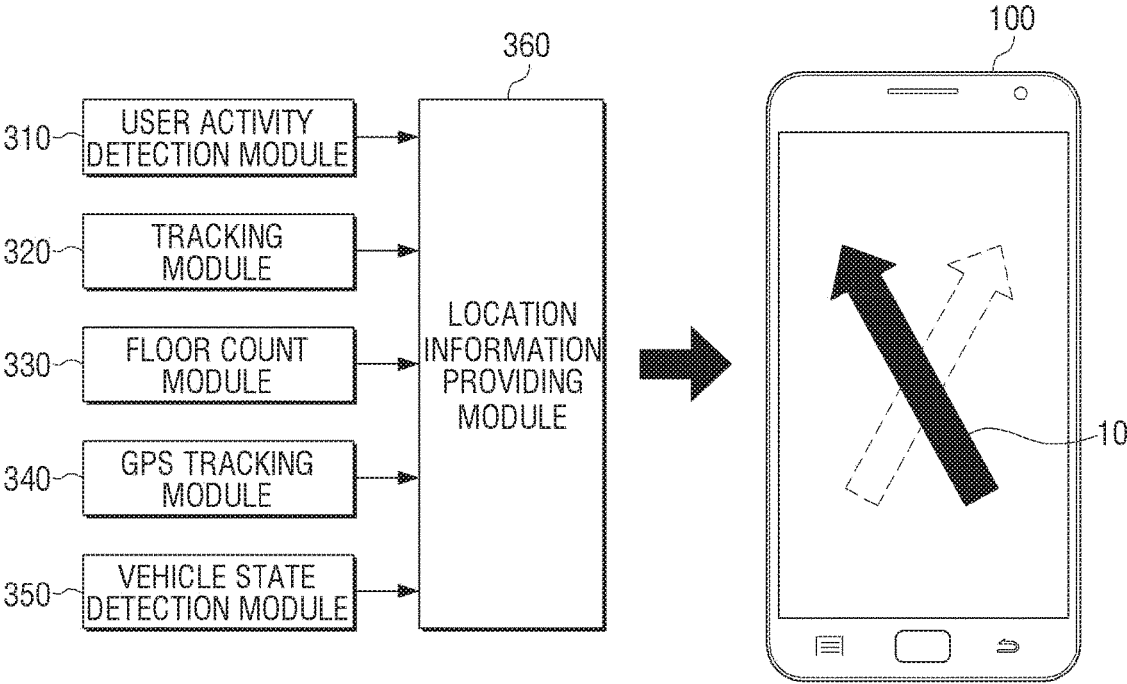 100
360
310
USER ACTIVITY
DETECTION MODULE
320
TRACKING
MODULE
330
FLOOR COUNT
MODULE
340
GPS TRACKING
MODULE
350
VEHICLE STATE
DETECTION MODULE
LOCATION
INFORMATION
PROVIDING
MODULE
10